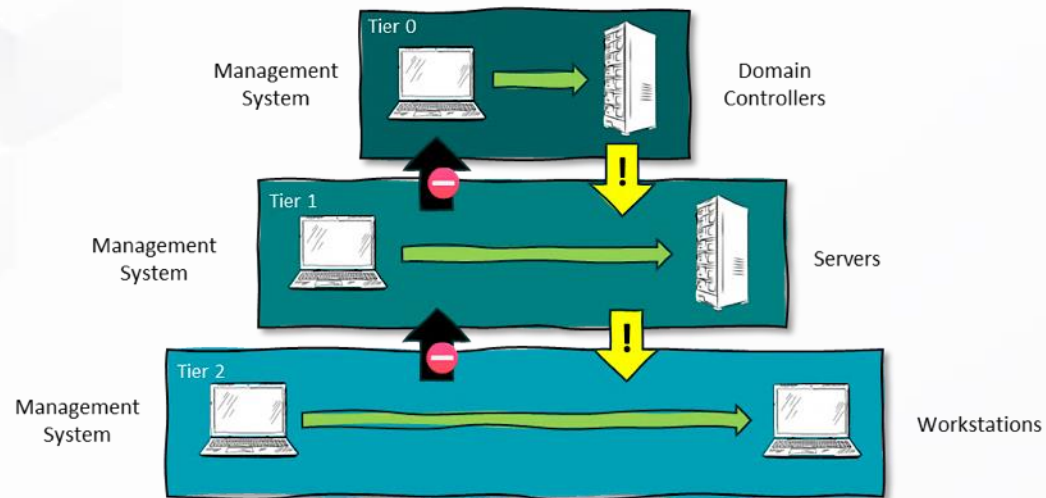 Tier 0
Management
System
Domain
Controllers
!
Tier 1
Management
System
Servers
!
Tier 2
Management
System
Workstations